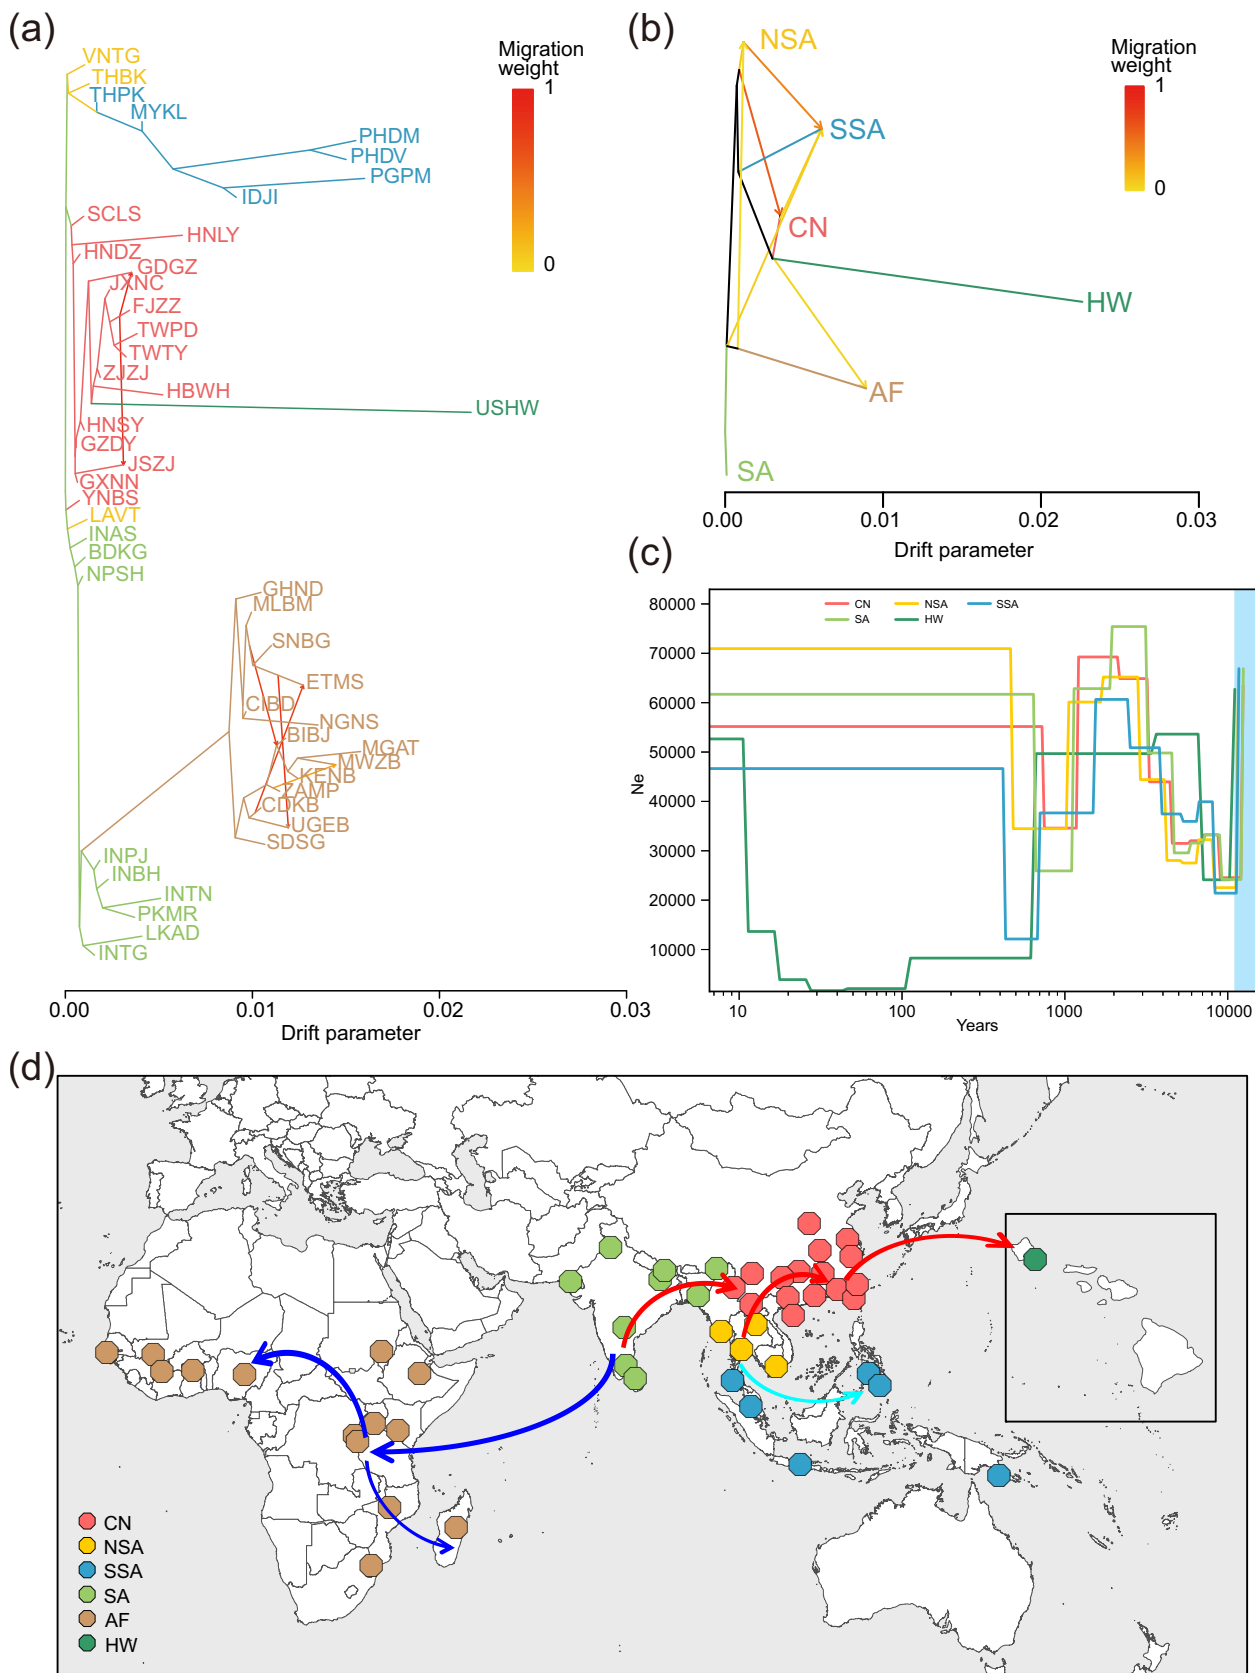 (a)
VNTG
THBK
THPK
MYKL
PHDM
PHDV
PGPM
IDJI
SCLS
HNLY
HNDZ
GDGZ
JXNC
FJZZ
TWPD
TWTY
ZJZJ
HBWH
USHW
HNSY
GZDY
JSZJ
GXNN
YNBS
LAVT
INAS
BDKG
NPSH
GHND
MLBM
SNBG
ETMS
CIBD
NGNS
BIBJ
MGAT
MWZB
KENB
ZAMP
CDKB
UGEB
SDSG
INPJ
INBH
INTN
PKMR
LKAD
INTG
Migration
weight
1
0
0.00 0.01 0.02 0.03
Drift parameter
(b)
NSA
SSA
CN
HW
AF
SA
Migration
weight
1
0
0.00 0.01 0.02 0.03
Drift parameter
(c)
CN NSA SSA
SA HW
80000
70000
60000
50000
40000
30000
20000
10000
Ne
10 100 1000 10000
Years
(d)
CN
NSA
SSA
SA
AF
HW